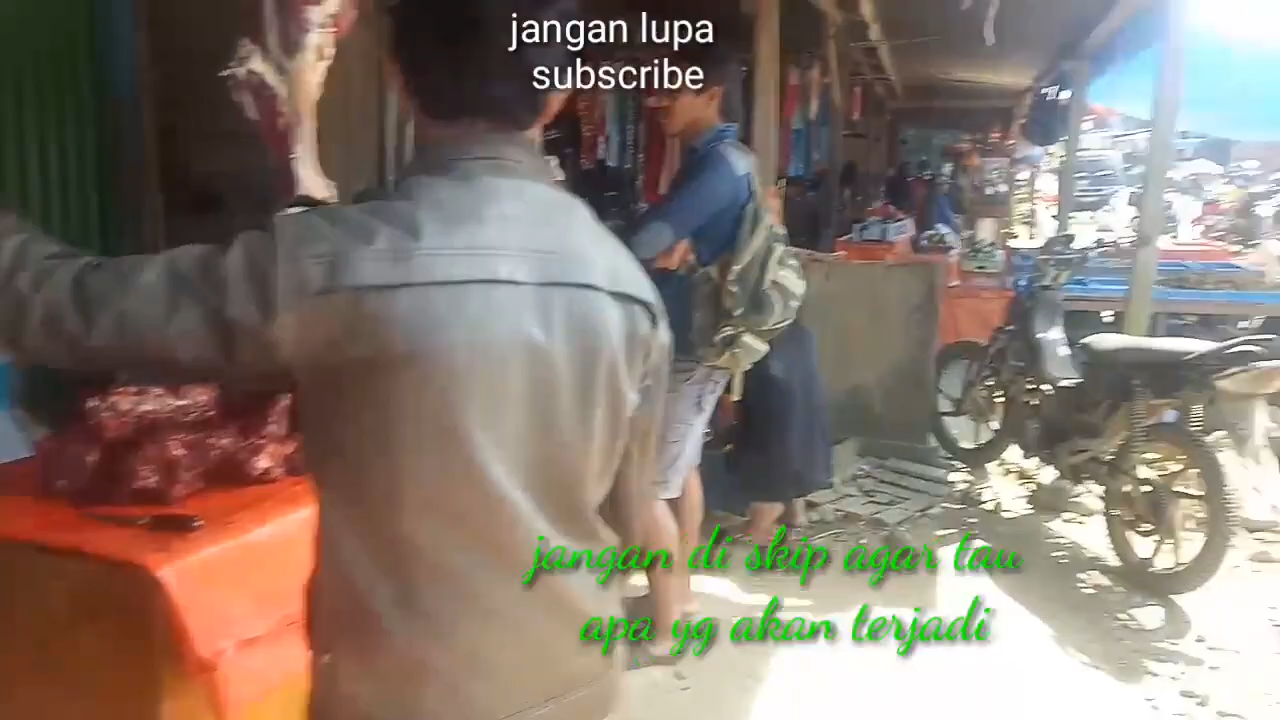 jangan lupa
subscribe
jangan di skip agar tau
apa yg akan terjadi